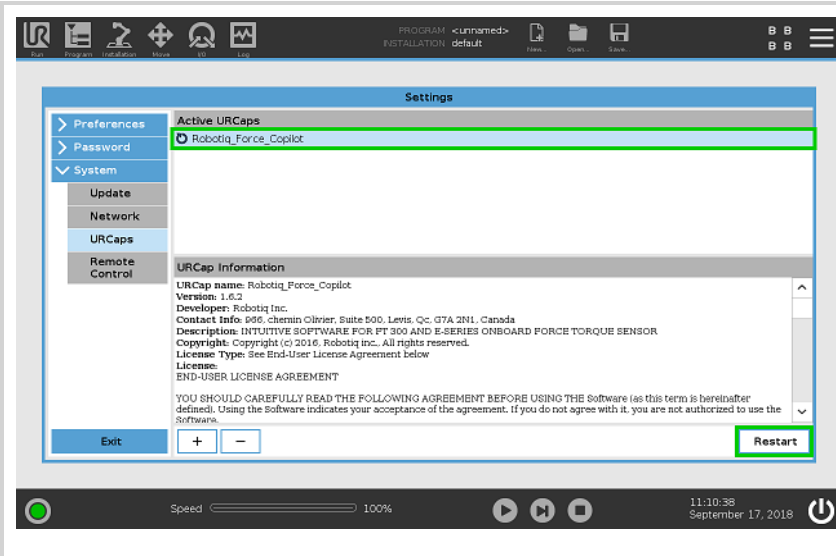 UR
Run
Program
Installation
Move
I/O
Log
PROGRAM <unnamed>
INSTALLATION default
New...
Open...
Save...
B B
B B
Settings
Preferences
Password
System
Update
Network
URCaps
Remote
Control
Exit
Active URCaps
Robotiq_Force_Copilot
URCap Information
URCap name: Robotiq_Force_Copilot
Version: 1.6.2
Developer: Robotiq Inc.
Contact Info: 966, chemin Olivier, Suite 500, Levis, Qc, G7A 2N1, Canada
Description: INTUITIVE SOFTWARE FOR FT 300 AND E-SERIES ONBOARD FORCE TORQUE SENSOR
Copyright: Copyright (c) 2016, Robotiq inc., All rights reserved.
License Type: See End-User License Agreement below
License:
END-USER LICENSE AGREEMENT
YOU SHOULD CAREFULLY READ THE FOLLOWING AGREEMENT BEFORE USING THE Software (as this term is hereinafter
defined). Using the Software indicates your acceptance of the agreement. If you do not agree with it, you are not authorized to use the
Software.
+
−
Restart
Speed
100%
11:10:38
September 17, 2018